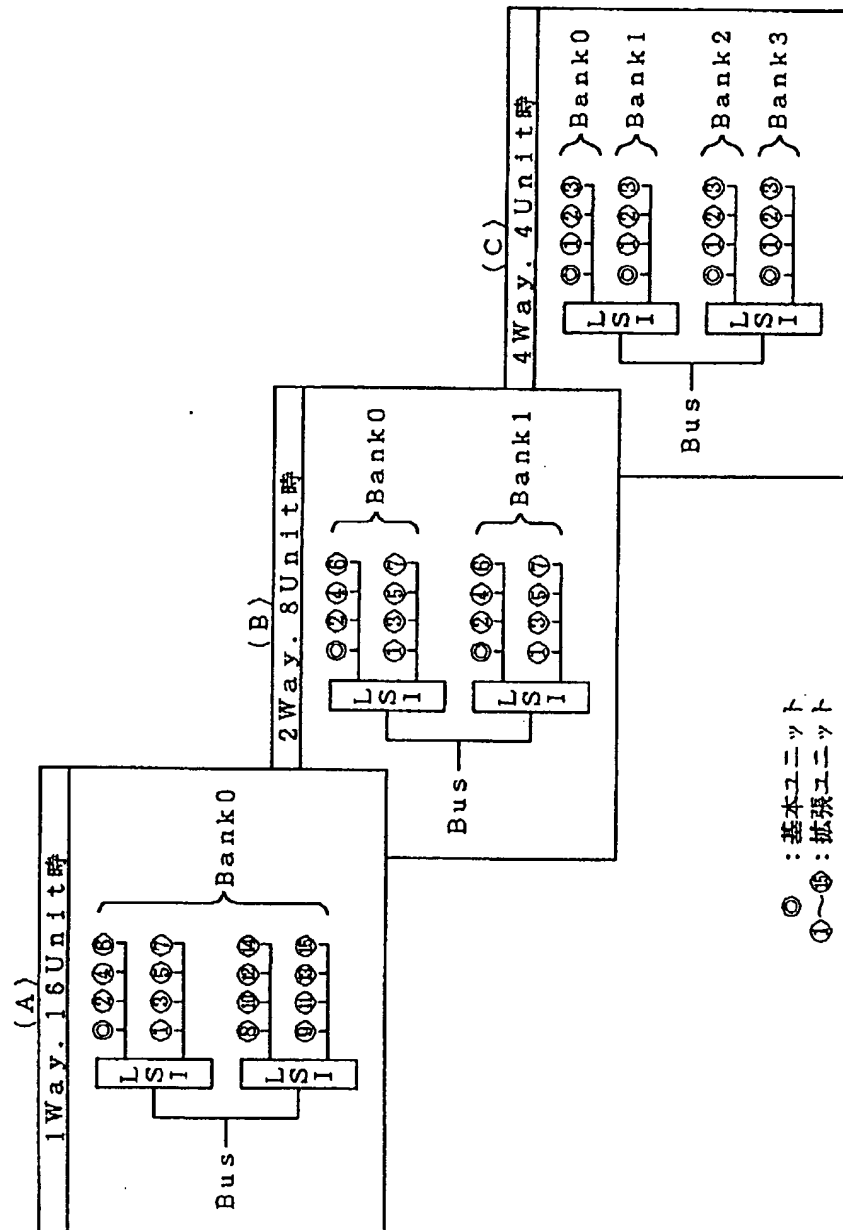 (A)
1Way. 16Unit時
Bus
LSI
◎②④⑥
①③⑤⑦
LSI
⑧⑩⑫⑭
⑨⑪⑬⑮
Bank0
(B)
2Way. 8Unit時
Bus
LSI
◎②④⑥
①③⑤⑦
Bank0
LSI
◎②④⑥
①③⑤⑦
Bank1
(C)
4Way. 4Unit時
Bus
LSI
◎①②③
Bank0
◎①②③
Bank1
LSI
◎①②③
Bank2
◎①②③
Bank3
◎:基本ユニット
①~⑮:拡張ユニット